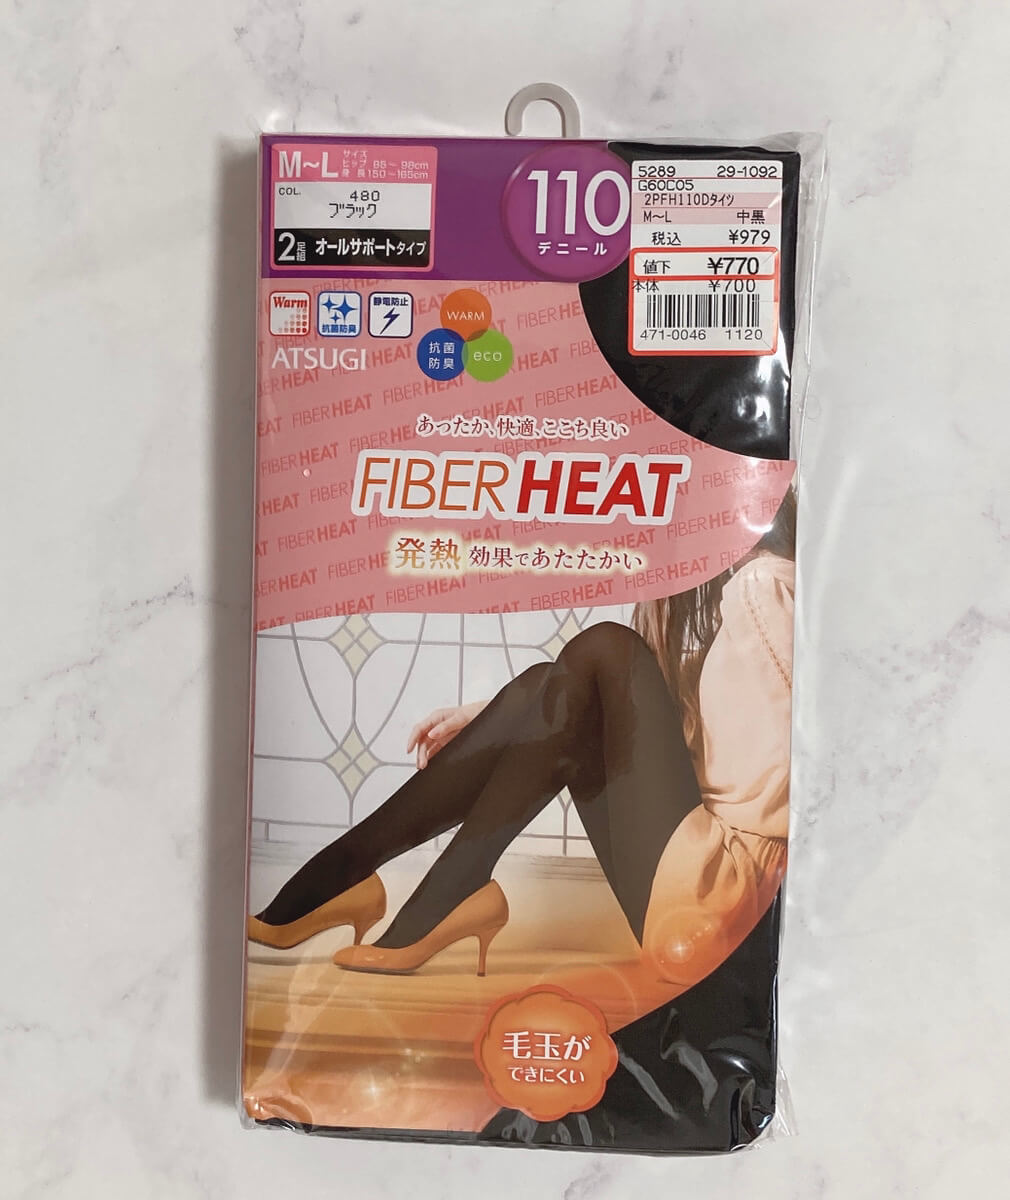 M～L
サイズ
ヒップ 85～98cm
身長 150～165cm
COL.
480
ブラック
2足組 オールサポートタイプ
110
デニール
5289 29-1092
G60C05
2PFH110Dタイツ
M～L 中黒
税込 ¥979
値下 ¥770
本体 ¥700
471-0046 1120
Warm
抗菌防臭
静電防止
ATSUGI
WARM
抗菌
防臭
eco
あったか、快適、ここち良い
FIBER HEAT
発熱 効果であたたかい
毛玉が
できにくい